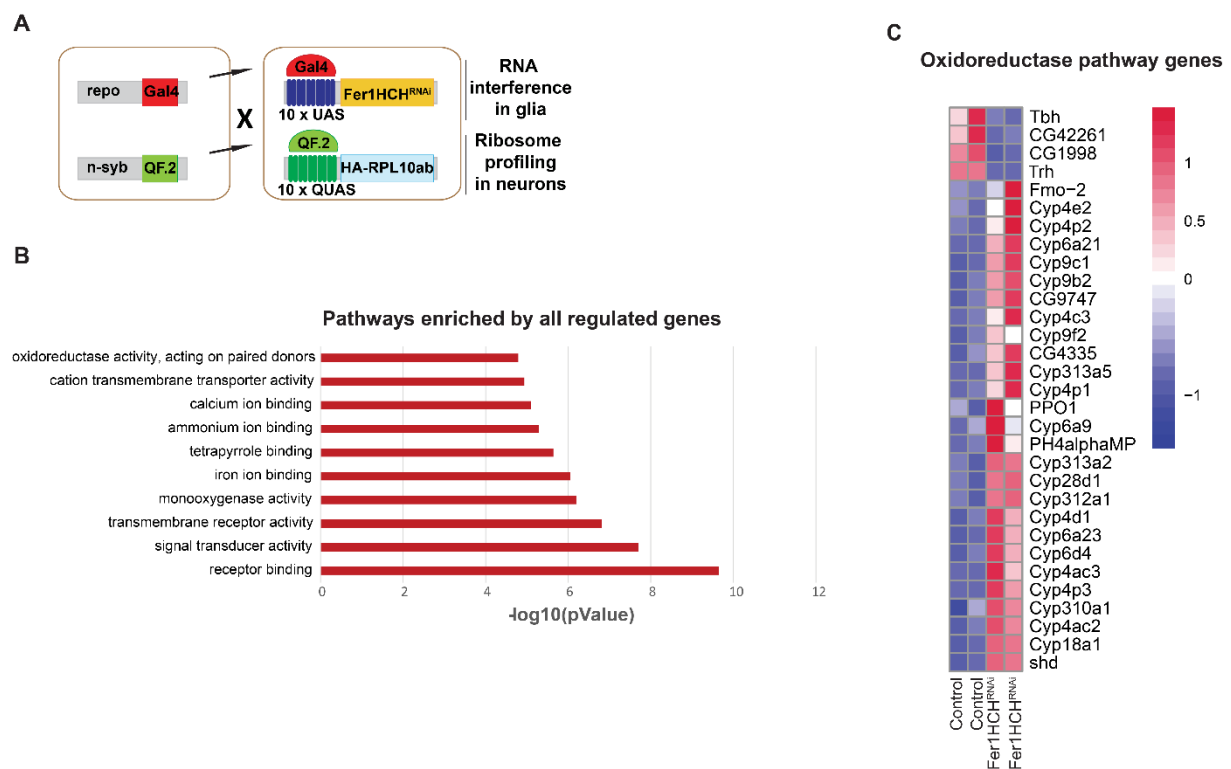 A
repo
Gal4
X
n-syb
QF.2
Gal4
10 x UAS
Fer1HCHRNAi
QF.2
10 x QUAS
HA-RPL10ab
RNA
interference
in glia
Ribosome
profiling
in neurons
B
Pathways enriched by all regulated genes
oxidoreductase activity, acting on paired donors
cation transmembrane transporter activity
calcium ion binding
ammonium ion binding
tetrapyrrole binding
iron ion binding
monooxygenase activity
transmembrane receptor activity
signal transducer activity
receptor binding
0 2 4 6 8 10 12
-log10(pValue)
C
Oxidoreductase pathway genes
Tbh
CG42261
CG1998
Trh
Fmo−2
Cyp4e2
Cyp4p2
Cyp6a21
Cyp9c1
Cyp9b2
CG9747
Cyp4c3
Cyp9f2
CG4335
Cyp313a5
Cyp4p1
PPO1
Cyp6a9
PH4alphaMP
Cyp313a2
Cyp28d1
Cyp312a1
Cyp4d1
Cyp6a23
Cyp6d4
Cyp4ac3
Cyp4p3
Cyp310a1
Cyp4ac2
Cyp18a1
shd
Control
Control
Fer1HCHRNAi
Fer1HCHRNAi
1
0.5
0
−1